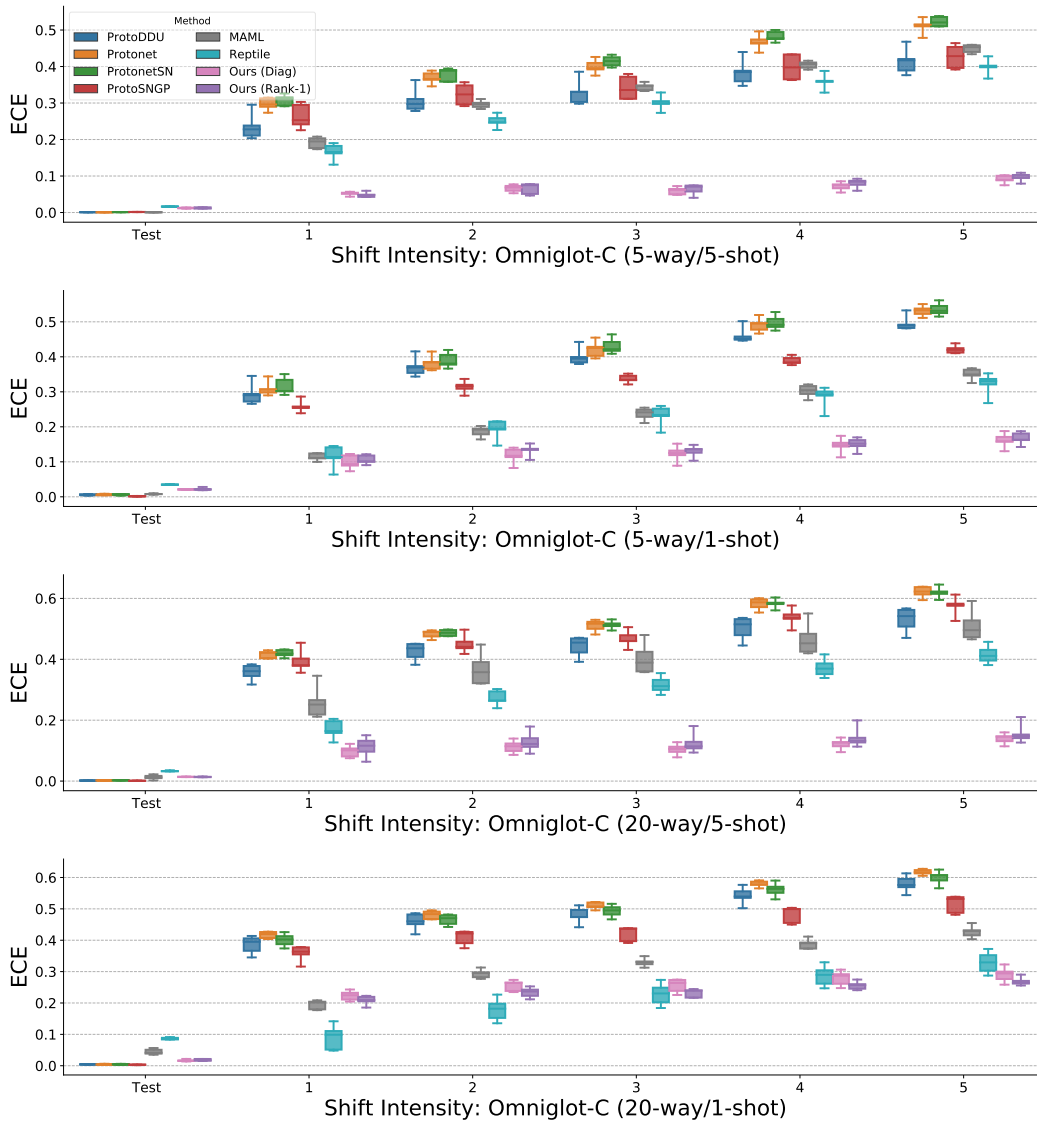 Method
ProtoDDU
Protonet
ProtonetSN
ProtoSNGP
MAML
Reptile
Ours (Diag)
Ours (Rank-1)
ECE
0.5
0.4
0.3
0.2
0.1
0.0
Test 1 2 3 4 5
Shift Intensity: Omniglot-C (5-way/5-shot)
ECE
0.5
0.4
0.3
0.2
0.1
0.0
Test 1 2 3 4 5
Shift Intensity: Omniglot-C (5-way/1-shot)
ECE
0.6
0.4
0.2
0.0
Test 1 2 3 4 5
Shift Intensity: Omniglot-C (20-way/5-shot)
ECE
0.6
0.5
0.4
0.3
0.2
0.1
0.0
Test 1 2 3 4 5
Shift Intensity: Omniglot-C (20-way/1-shot)